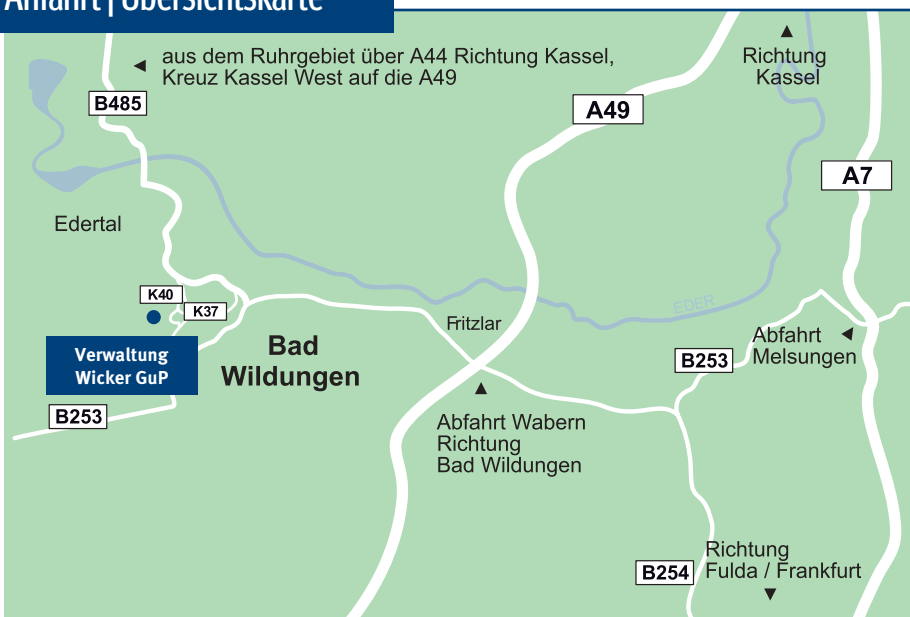 Anfahrt | Übersichtskarte
aus dem Ruhrgebiet über A44 Richtung Kassel,
Kreuz Kassel West auf die A49
Richtung
Kassel
B485
A49
A7
Edertal
K40
K37
EDER
Fritzlar
Bad
Wildungen
Verwaltung
Wicker GuP
Abfahrt
Melsungen
B253
B253
Abfahrt Wabern
Richtung
Bad Wildungen
B254
Richtung
Fulda / Frankfurt